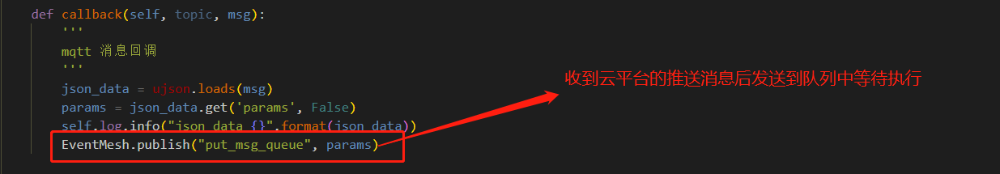 def callback(self, topic, msg):
'''
mqtt 消息回调
'''
json_data = ujson.loads(msg)
params = json_data.get('params', False)
self.log.info("json_data {}".format(json_data))
EventMesh.publish("put_msg_queue", params)
收到云平台的推送消息后发送到队列中等待执行